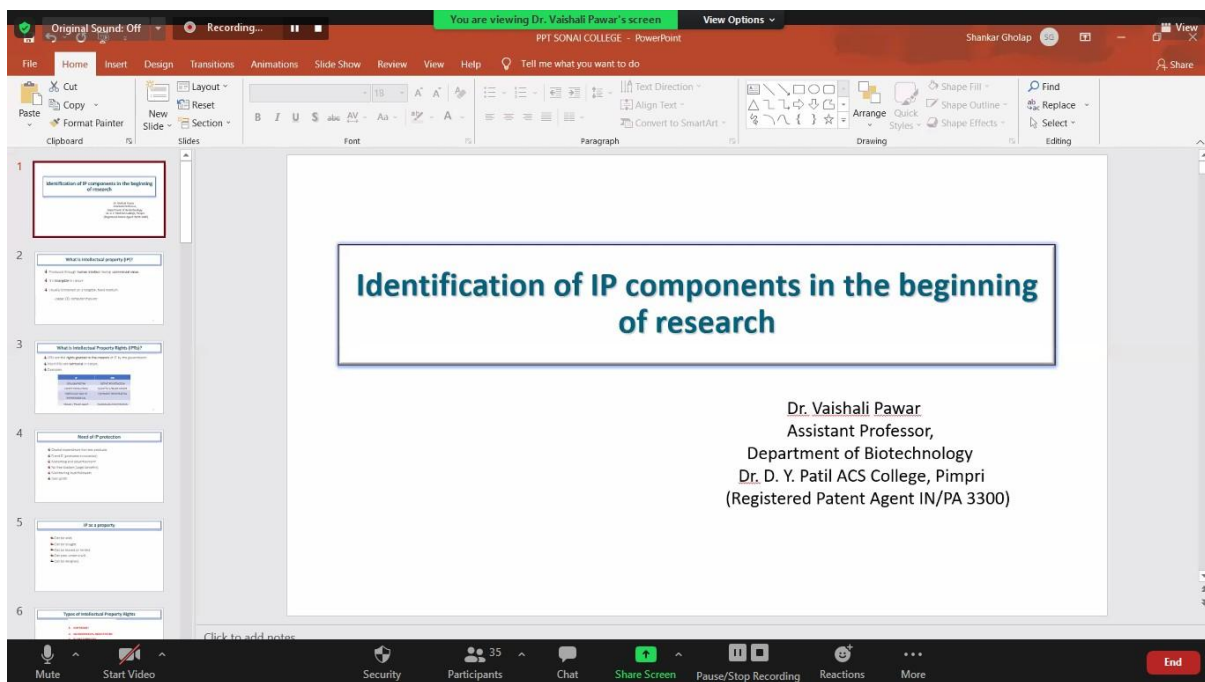 Original Sound: Off
Recording...
You are viewing Dr. Vaishali Pawar's screen
View Options
View
PPT SONAI COLLEGE - PowerPoint
Shankar Gholap
SG
File Home Insert Design Transitions Animations Slide Show Review View Help Tell me what you want to do
Share
Paste
Cut
Copy
Format Painter
Clipboard
New
Slide
Layout
Reset
Section
Slides
18
B I U S abc AV Aa A
Font
Text Direction
Align Text
Convert to SmartArt
Paragraph
Arrange
Quick
Styles
Shape Fill
Shape Outline
Shape Effects
Drawing
Find
Replace
Select
Editing
1
Identification of IP components in the beginning
of research
2
What is intellectual property (IP)?
3
What is Intellectual Property Rights (IPRs)?
4
Need of IP protection
5
IP as a property
6
Types of Intellectual Property Rights
Identification of IP components in the beginning
of research
Dr. Vaishali Pawar
Assistant Professor,
Department of Biotechnology
Dr. D. Y. Patil ACS College, Pimpri
(Registered Patent Agent IN/PA 3300)
Click to add notes
Mute
Start Video
Security
35
Participants
Chat
Share Screen
Pause/Stop Recording
Reactions
More
End